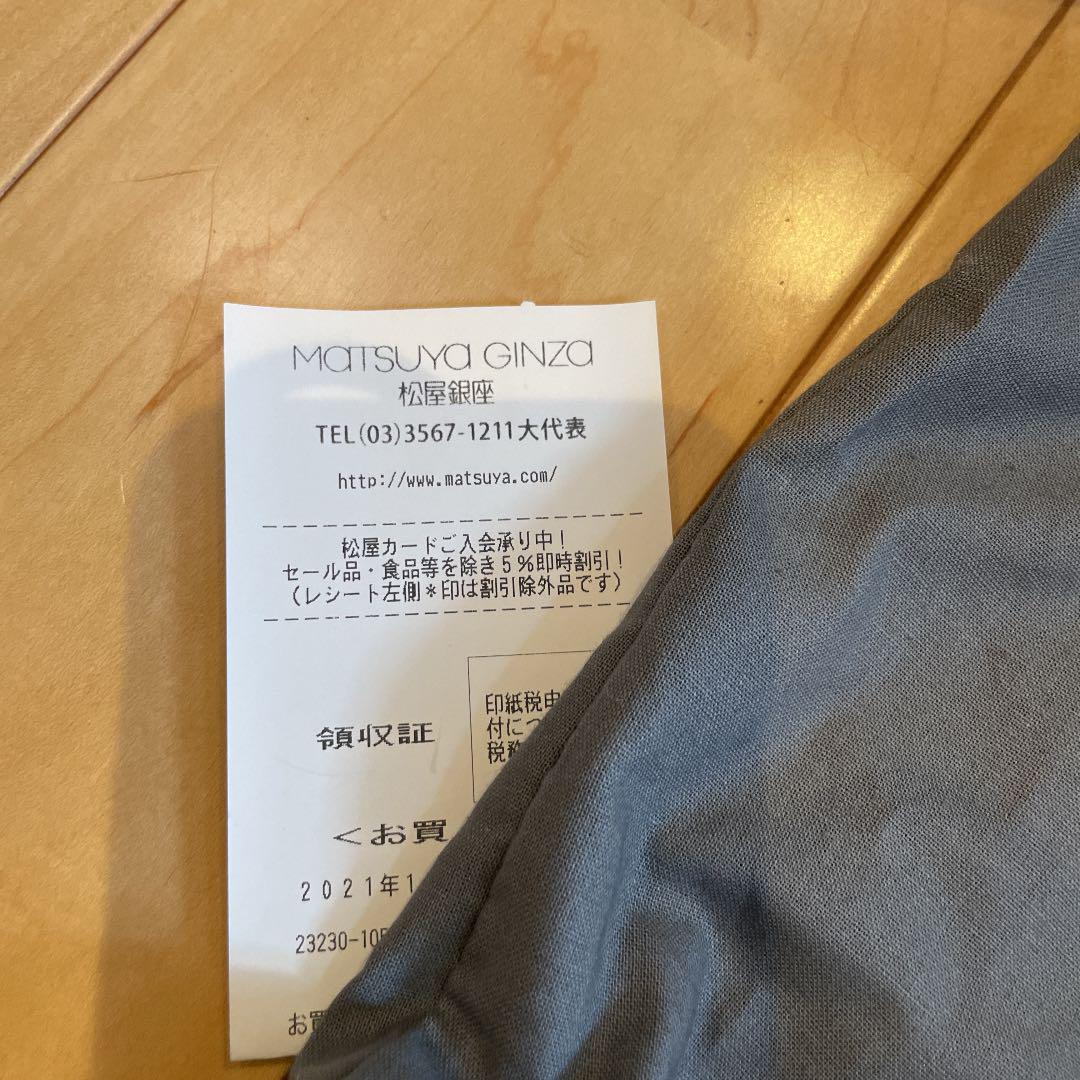 MATSUYA GINZA
松屋銀座
TEL(03)3567-1211大代表
http://www.matsuya.com/
松屋カードご入会承り中！
セール品・食品等を除き５％即時割引！
（レシート左側＊印は割引除外品です）
領収証
印紙税申
付につ
税務
＜お買
２０２１年１
23230-10
お買